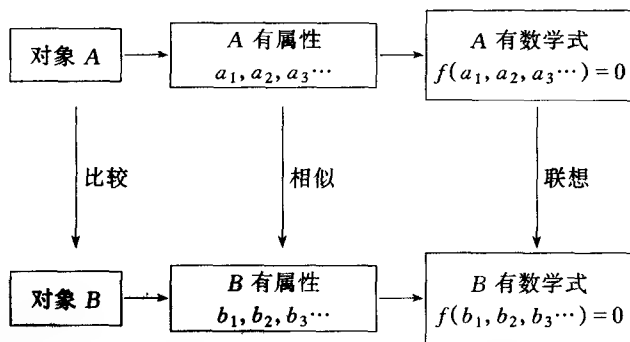 对象 A
A 有属性
a₁, a₂, a₃…
A 有数学式
f(a₁, a₂, a₃…) = 0
比较
相似
联想
对象 B
B 有属性
b₁, b₂, b₃…
B 有数学式
f(b₁, b₂, b₃…) = 0